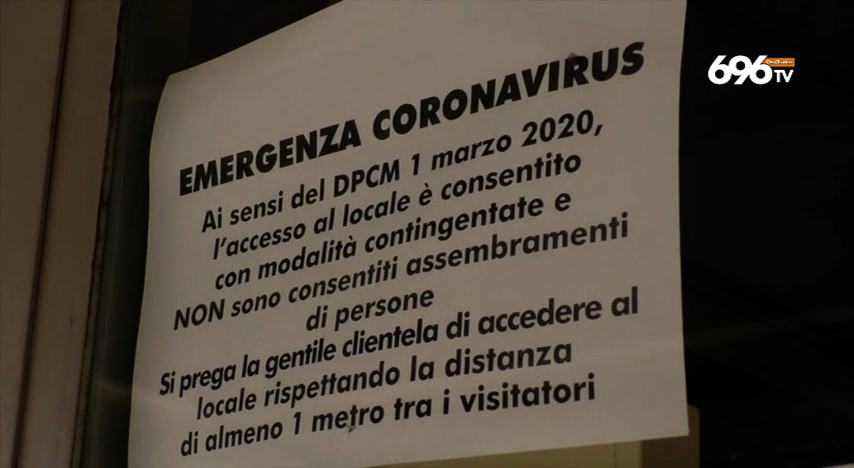 696 TV
EMERGENZA CORONAVIRUS
Ai sensi del DPCM 1 marzo 2020,
l'accesso al locale è consentito
con modalità contingentate e
NON sono consentiti assembramenti
di persone
Si prega la gentile clientela di accedere al
locale rispettando la distanza
di almeno 1 metro tra i visitatori